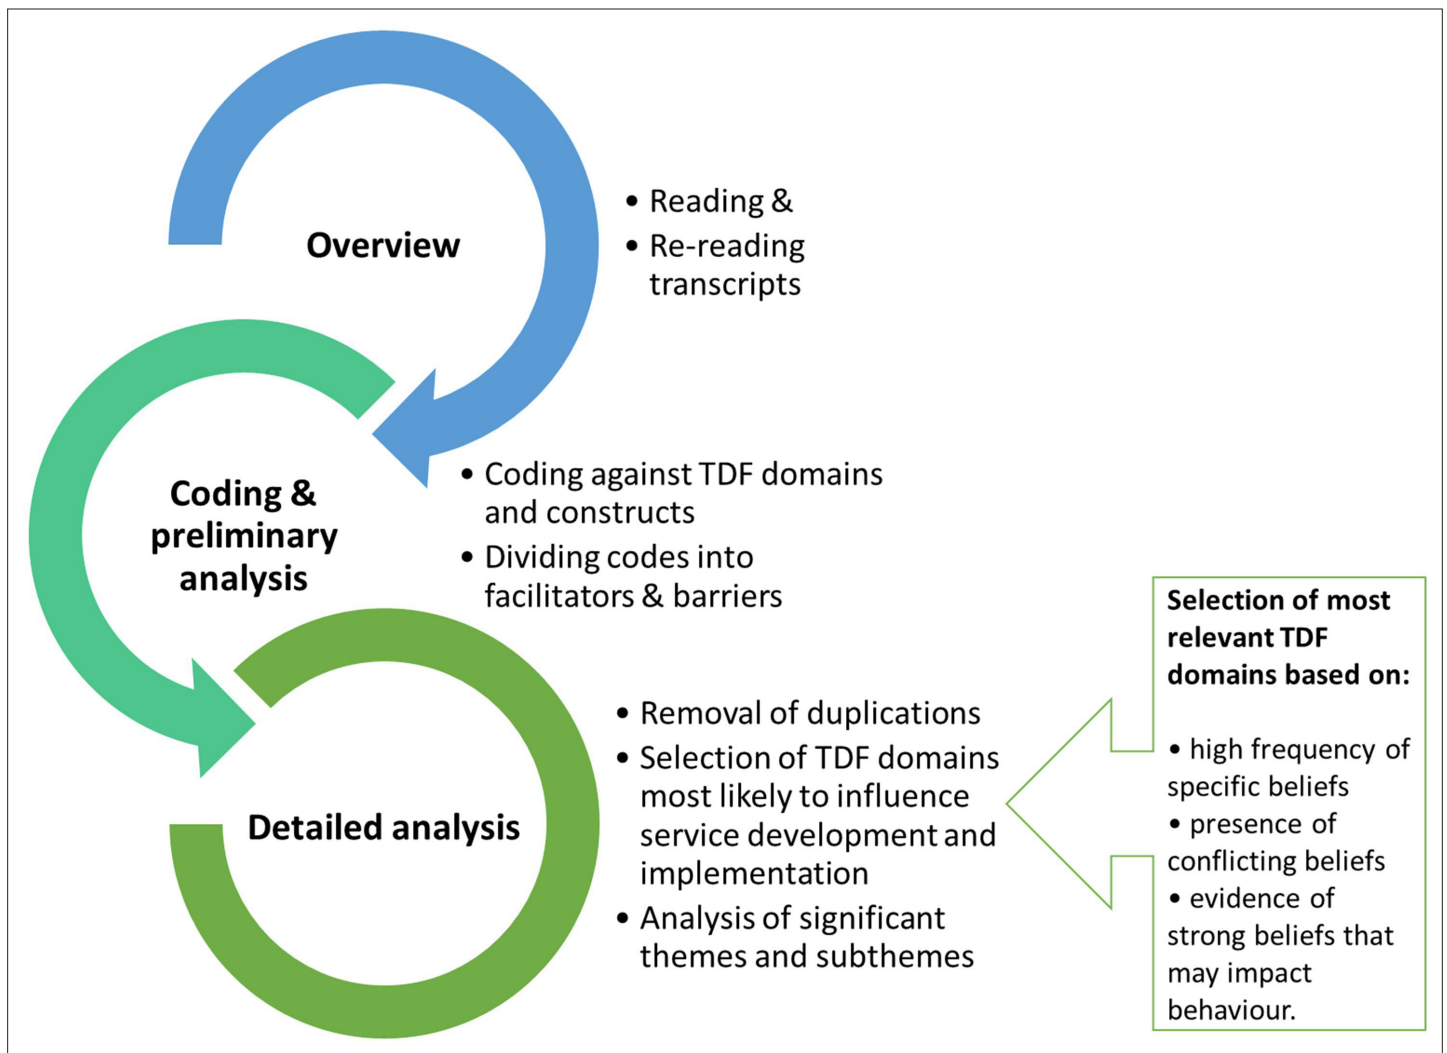 Overview
• Reading &
• Re-reading
transcripts
Coding &
preliminary
analysis
• Coding against TDF domains
and constructs
• Dividing codes into
facilitators & barriers
Detailed analysis
• Removal of duplications
• Selection of TDF domains
most likely to influence
service development and
implementation
• Analysis of significant
themes and subthemes
Selection of most
relevant TDF
domains based on:
• high frequency of
specific beliefs
• presence of
conflicting beliefs
• evidence of
strong beliefs that
may impact
behaviour.